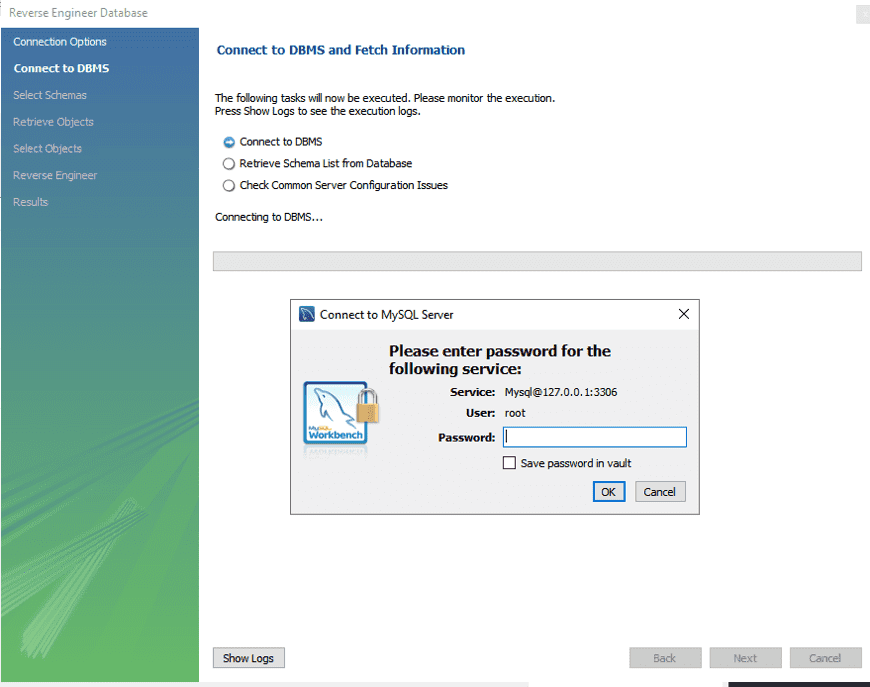 Reverse Engineer Database
Connection Options
Connect to DBMS
Select Schemas
Retrieve Objects
Select Objects
Reverse Engineer
Results
Connect to DBMS and Fetch Information
The following tasks will now be executed. Please monitor the execution.
Press Show Logs to see the execution logs.
Connect to DBMS
Retrieve Schema List from Database
Check Common Server Configuration Issues
Connecting to DBMS...
Connect to MySQL Server
Please enter password for the
following service:
Service: Mysql@127.0.0.1:3306
User: root
Password:
MySQL
Workbench
Save password in vault
OK Cancel
Show Logs Back Next Cancel